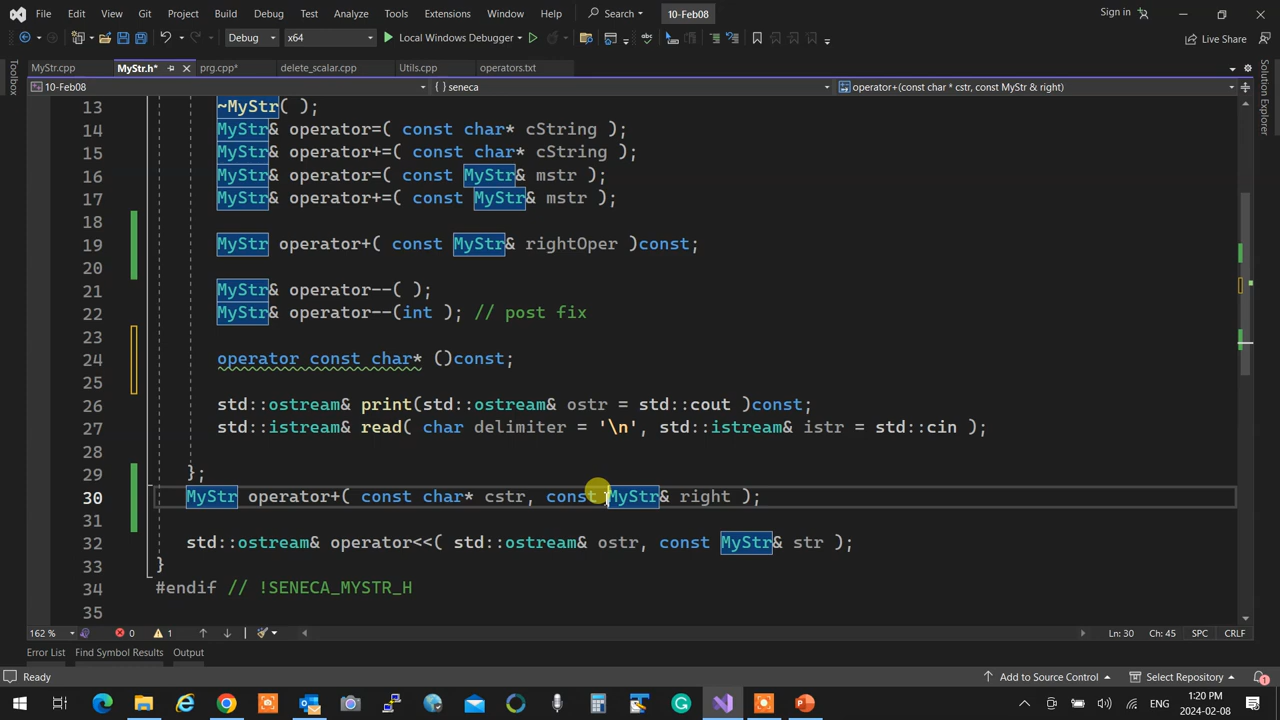 File Edit View Git Project Build Debug Test Analyze Tools Extensions Window Help Search 10-Feb08 Sign in
Debug x64 Local Windows Debugger Live Share
MyStr.cpp MyStr.h* prg.cpp* delete_scalar.cpp Utils.cpp operators.txt
Toolbox
Solution Explorer
10-Feb08 { } seneca operator+(const char * cstr, const MyStr & right)
13 ~MyStr( );
14 MyStr& operator=( const char* cString );
15 MyStr& operator+=( const char* cString );
16 MyStr& operator=( const MyStr& mstr );
17 MyStr& operator+=( const MyStr& mstr );
18
19 MyStr operator+( const MyStr& rightOper )const;
20
21 MyStr& operator--( );
22 MyStr& operator--(int ); // post fix
23
24 operator const char* ()const;
25
26 std::ostream& print(std::ostream& ostr = std::cout )const;
27 std::istream& read( char delimiter = '\n', std::istream& istr = std::cin );
28
29 };
30 MyStr operator+( const char* cstr, const MyStr& right );
31
32 std::ostream& operator<<( std::ostream& ostr, const MyStr& str );
33 }
34 #endif // !SENECA_MYSTR_H
35
162 % 0 1 Ln: 30 Ch: 45 SPC CRLF
Error List Find Symbol Results Output
Ready Add to Source Control Select Repository 1
ENG 1:20 PM
2024-02-08